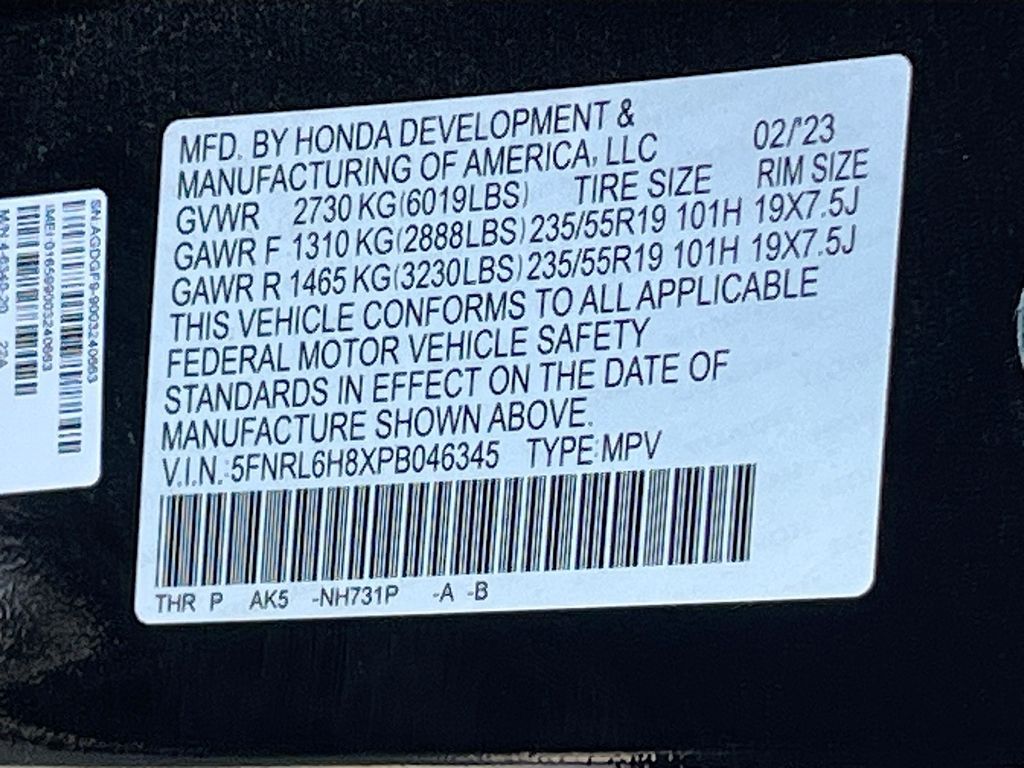 MFD. BY HONDA DEVELOPMENT &
MANUFACTURING OF AMERICA, LLC 02/'23
GVWR 2730 KG(6019LBS) TIRE SIZE RIM SIZE
GAWR F 1310 KG(2888LBS) 235/55R19 101H 19X7.5J
GAWR R 1465 KG(3230LBS) 235/55R19 101H 19X7.5J
THIS VEHICLE CONFORMS TO ALL APPLICABLE
FEDERAL MOTOR VEHICLE SAFETY
STANDARDS IN EFFECT ON THE DATE OF
MANUFACTURE SHOWN ABOVE.
V.I.N.:5FNRL6H8XPB046345 TYPE:MPV
THR P AK5 -NH731P -A -B